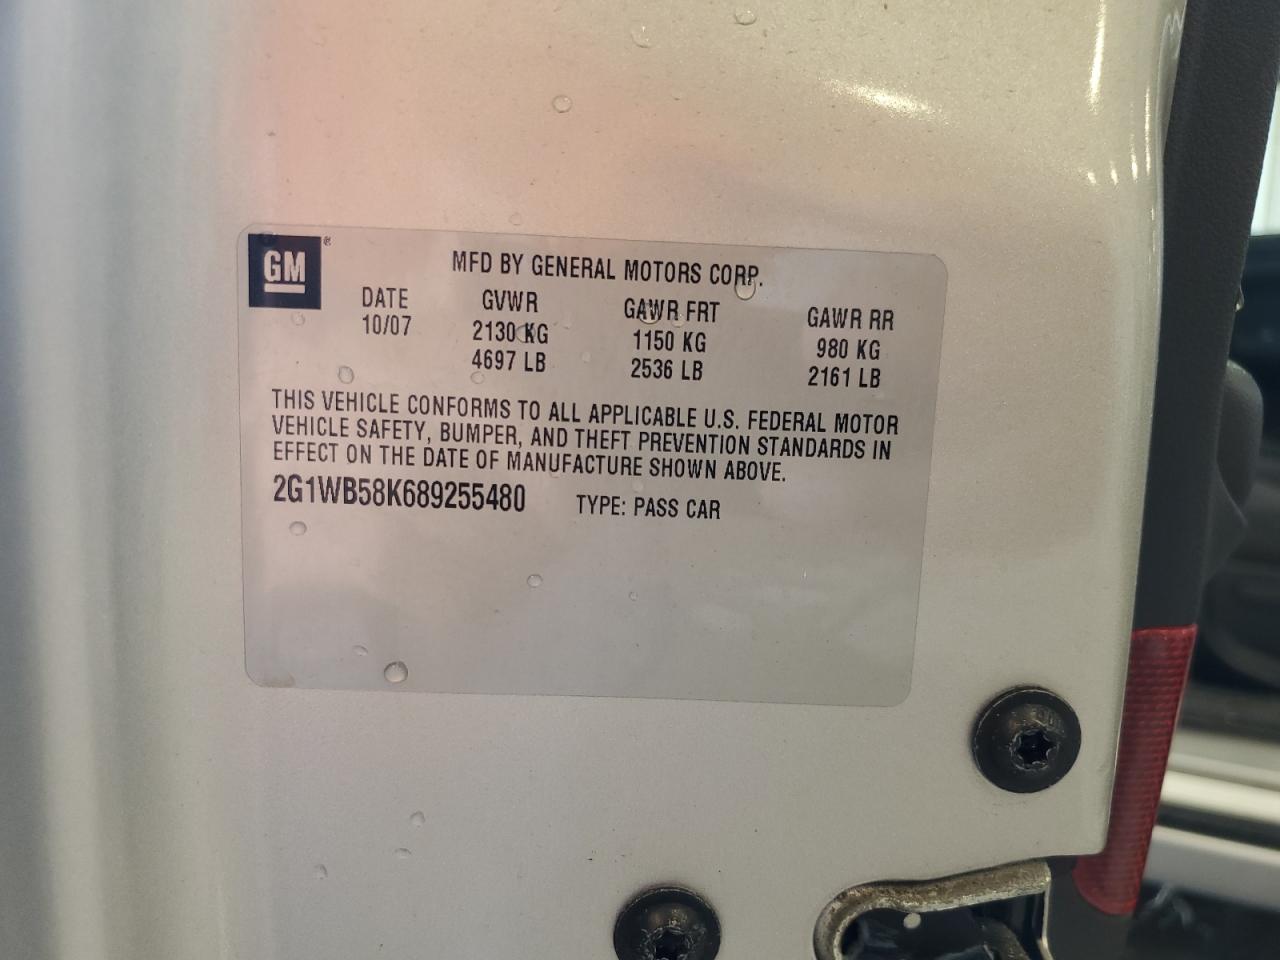 GM ®
MFD BY GENERAL MOTORS CORP.
DATE GVWR GAWR FRT GAWR RR
10/07 2130 KG 1150 KG 980 KG
4697 LB 2536 LB 2161 LB
THIS VEHICLE CONFORMS TO ALL APPLICABLE U.S. FEDERAL MOTOR
VEHICLE SAFETY, BUMPER, AND THEFT PREVENTION STANDARDS IN
EFFECT ON THE DATE OF MANUFACTURE SHOWN ABOVE.
2G1WB58K689255480 TYPE: PASS CAR